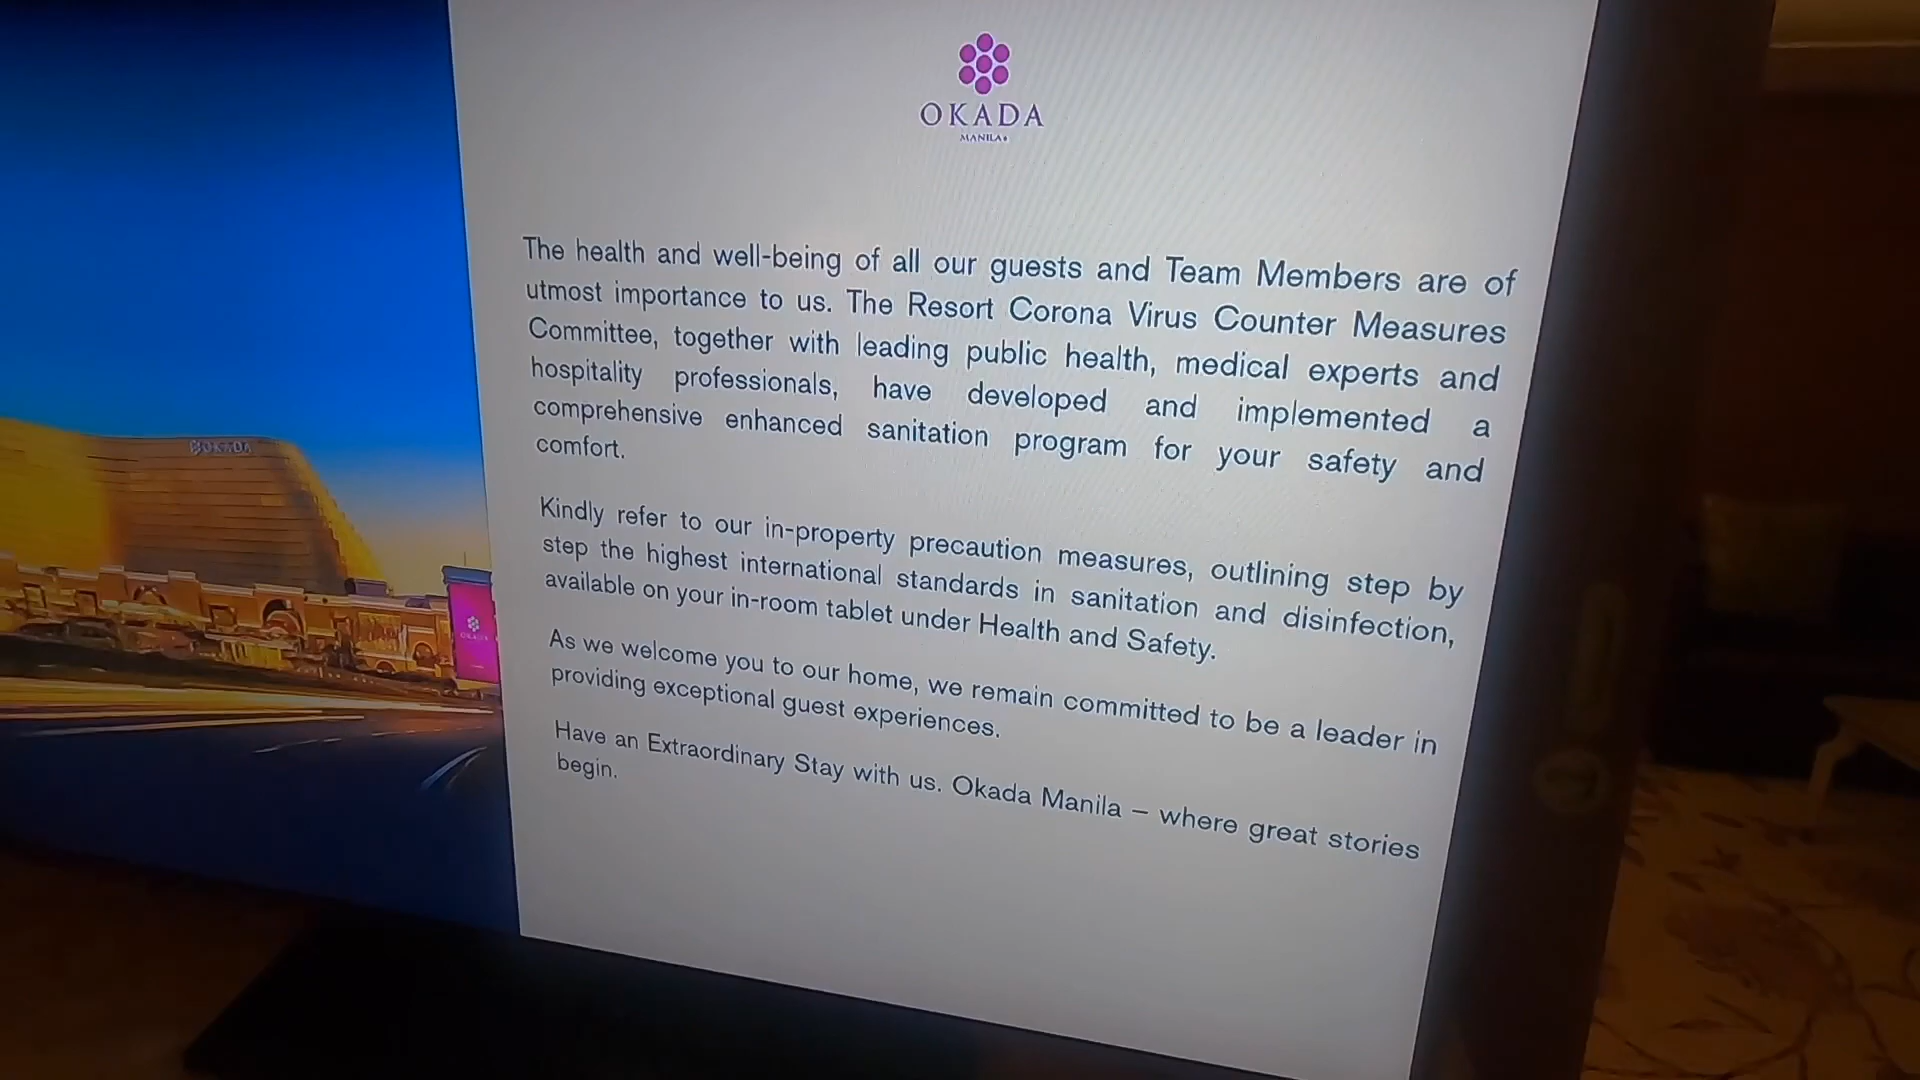 OKADA
MANILA
The health and well-being of all our guests and Team Members are of
utmost importance to us. The Resort Corona Virus Counter Measures
Committee, together with leading public health, medical experts and
hospitality professionals, have developed and implemented a
comprehensive enhanced sanitation program for your safety and
comfort.
Kindly refer to our in-property precaution measures, outlining step by
step the highest international standards in sanitation and disinfection,
available on your in-room tablet under Health and Safety.
As we welcome you to our home, we remain committed to be a leader in
providing exceptional guest experiences.
Have an Extraordinary Stay with us. Okada Manila – where great stories
begin.
OKADA
OKADA